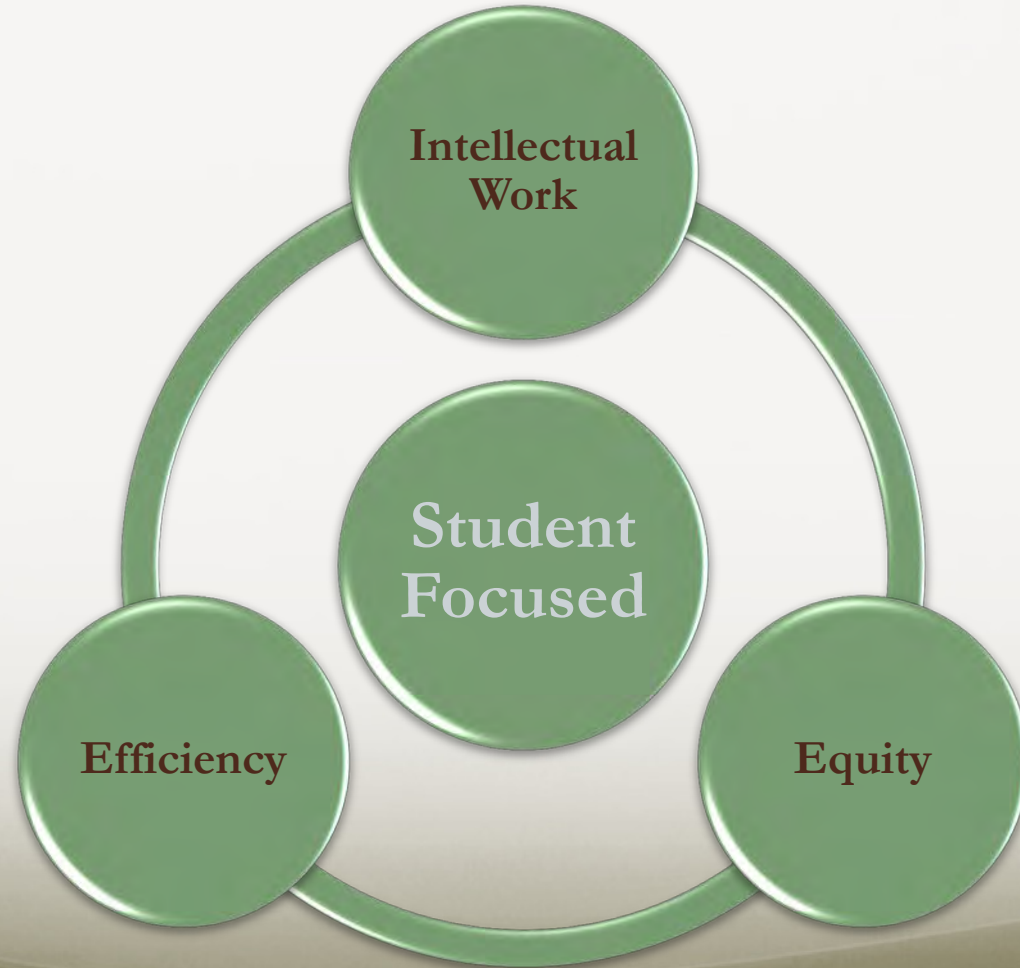 Intellectual
Work
Student
Focused
Efficiency
Equity